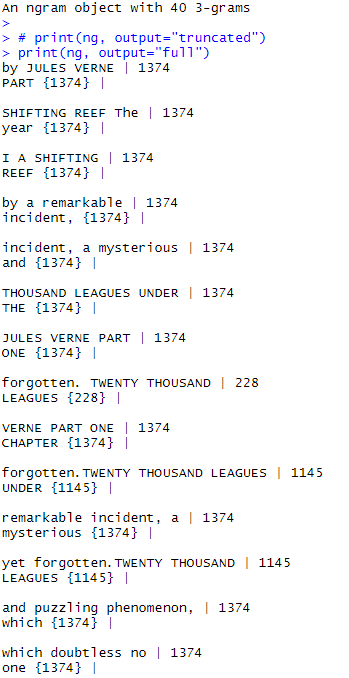 An ngram object with 40 3-grams
>
> # print(ng, output="truncated")
> print(ng, output="full")
by JULES VERNE | 1374
PART {1374} |
SHIFTING REEF The | 1374
year {1374} |
I A SHIFTING | 1374
REEF {1374} |
by a remarkable | 1374
incident, {1374} |
incident, a mysterious | 1374
and {1374} |
THOUSAND LEAGUES UNDER | 1374
THE {1374} |
JULES VERNE PART | 1374
ONE {1374} |
forgotten. TWENTY THOUSAND | 228
LEAGUES {228} |
VERNE PART ONE | 1374
CHAPTER {1374} |
forgotten.TWENTY THOUSAND LEAGUES | 1145
UNDER {1145} |
remarkable incident, a | 1374
mysterious {1374} |
yet forgotten.TWENTY THOUSAND | 1145
LEAGUES {1145} |
and puzzling phenomenon, | 1374
which {1374} |
which doubtless no | 1374
one {1374} |